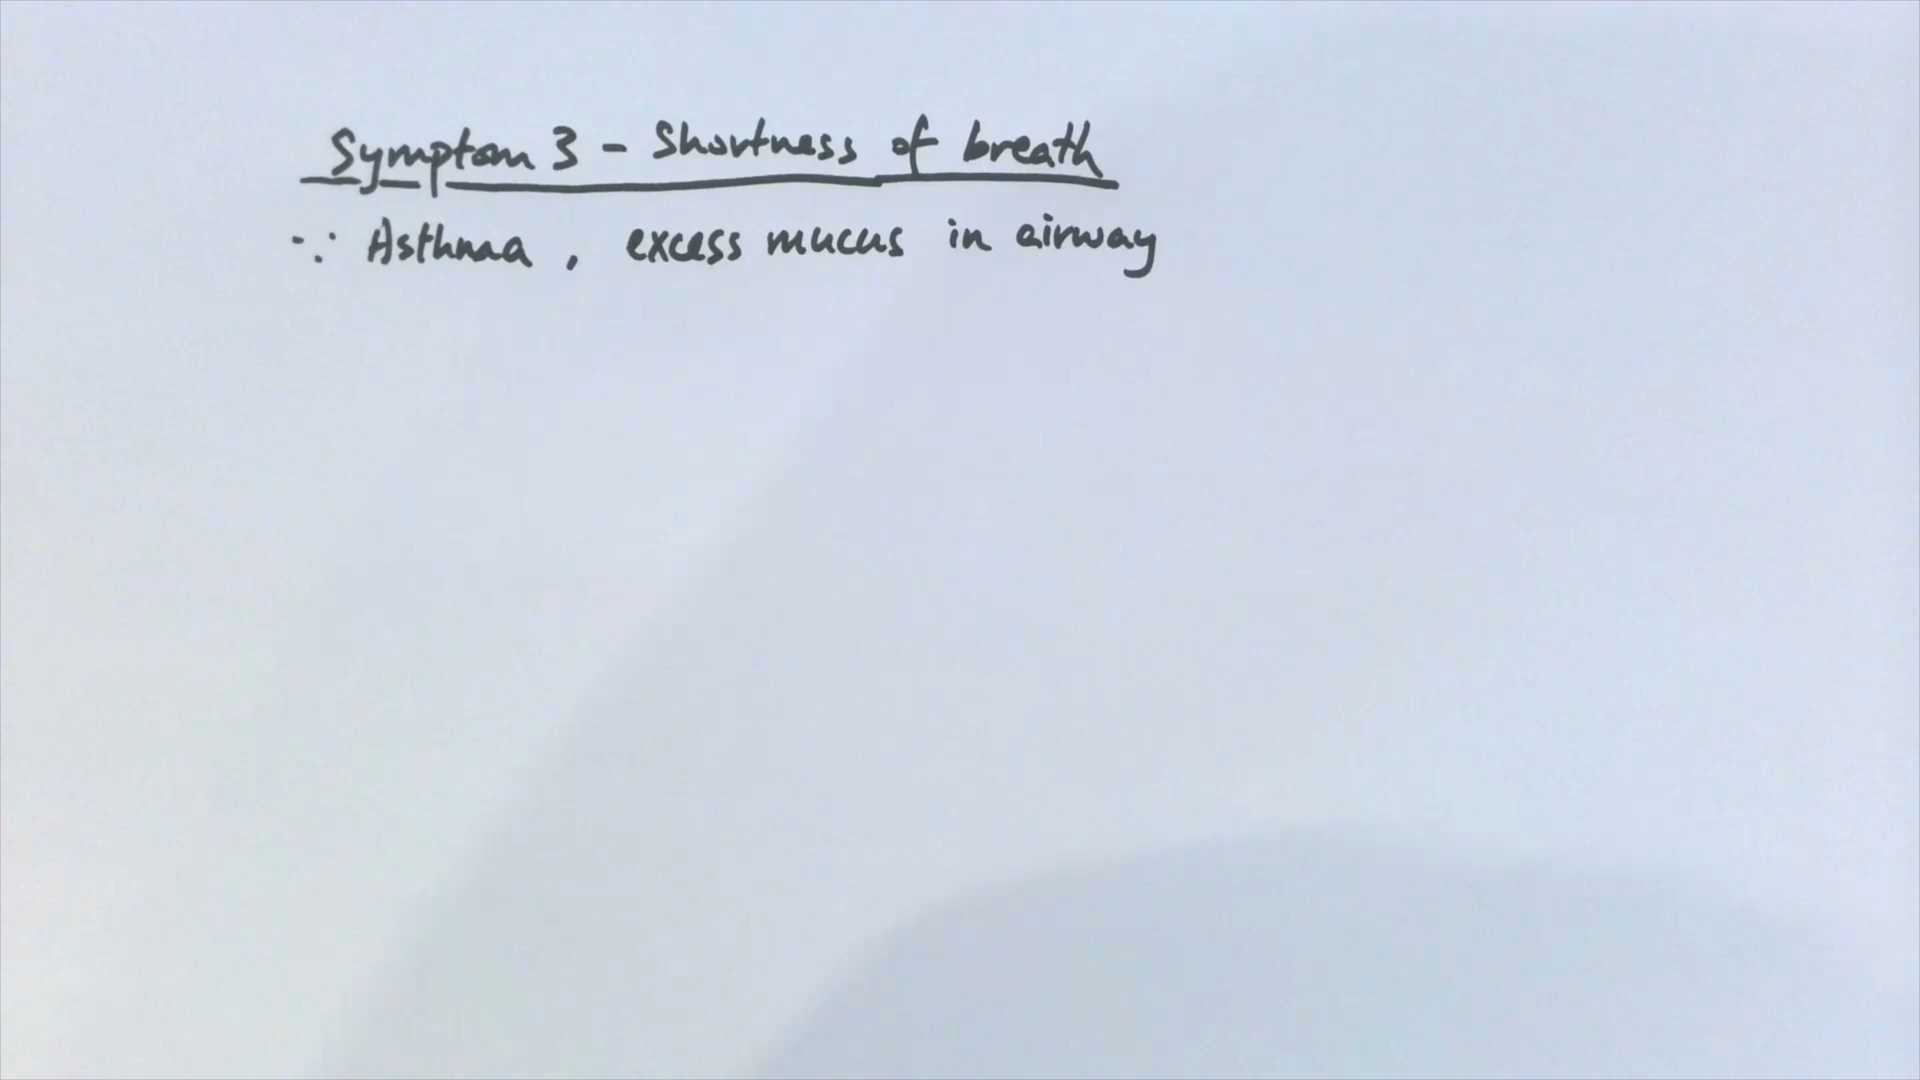 Symptom 3 - Shortness of breath
∵ Asthma, excess mucus in airway